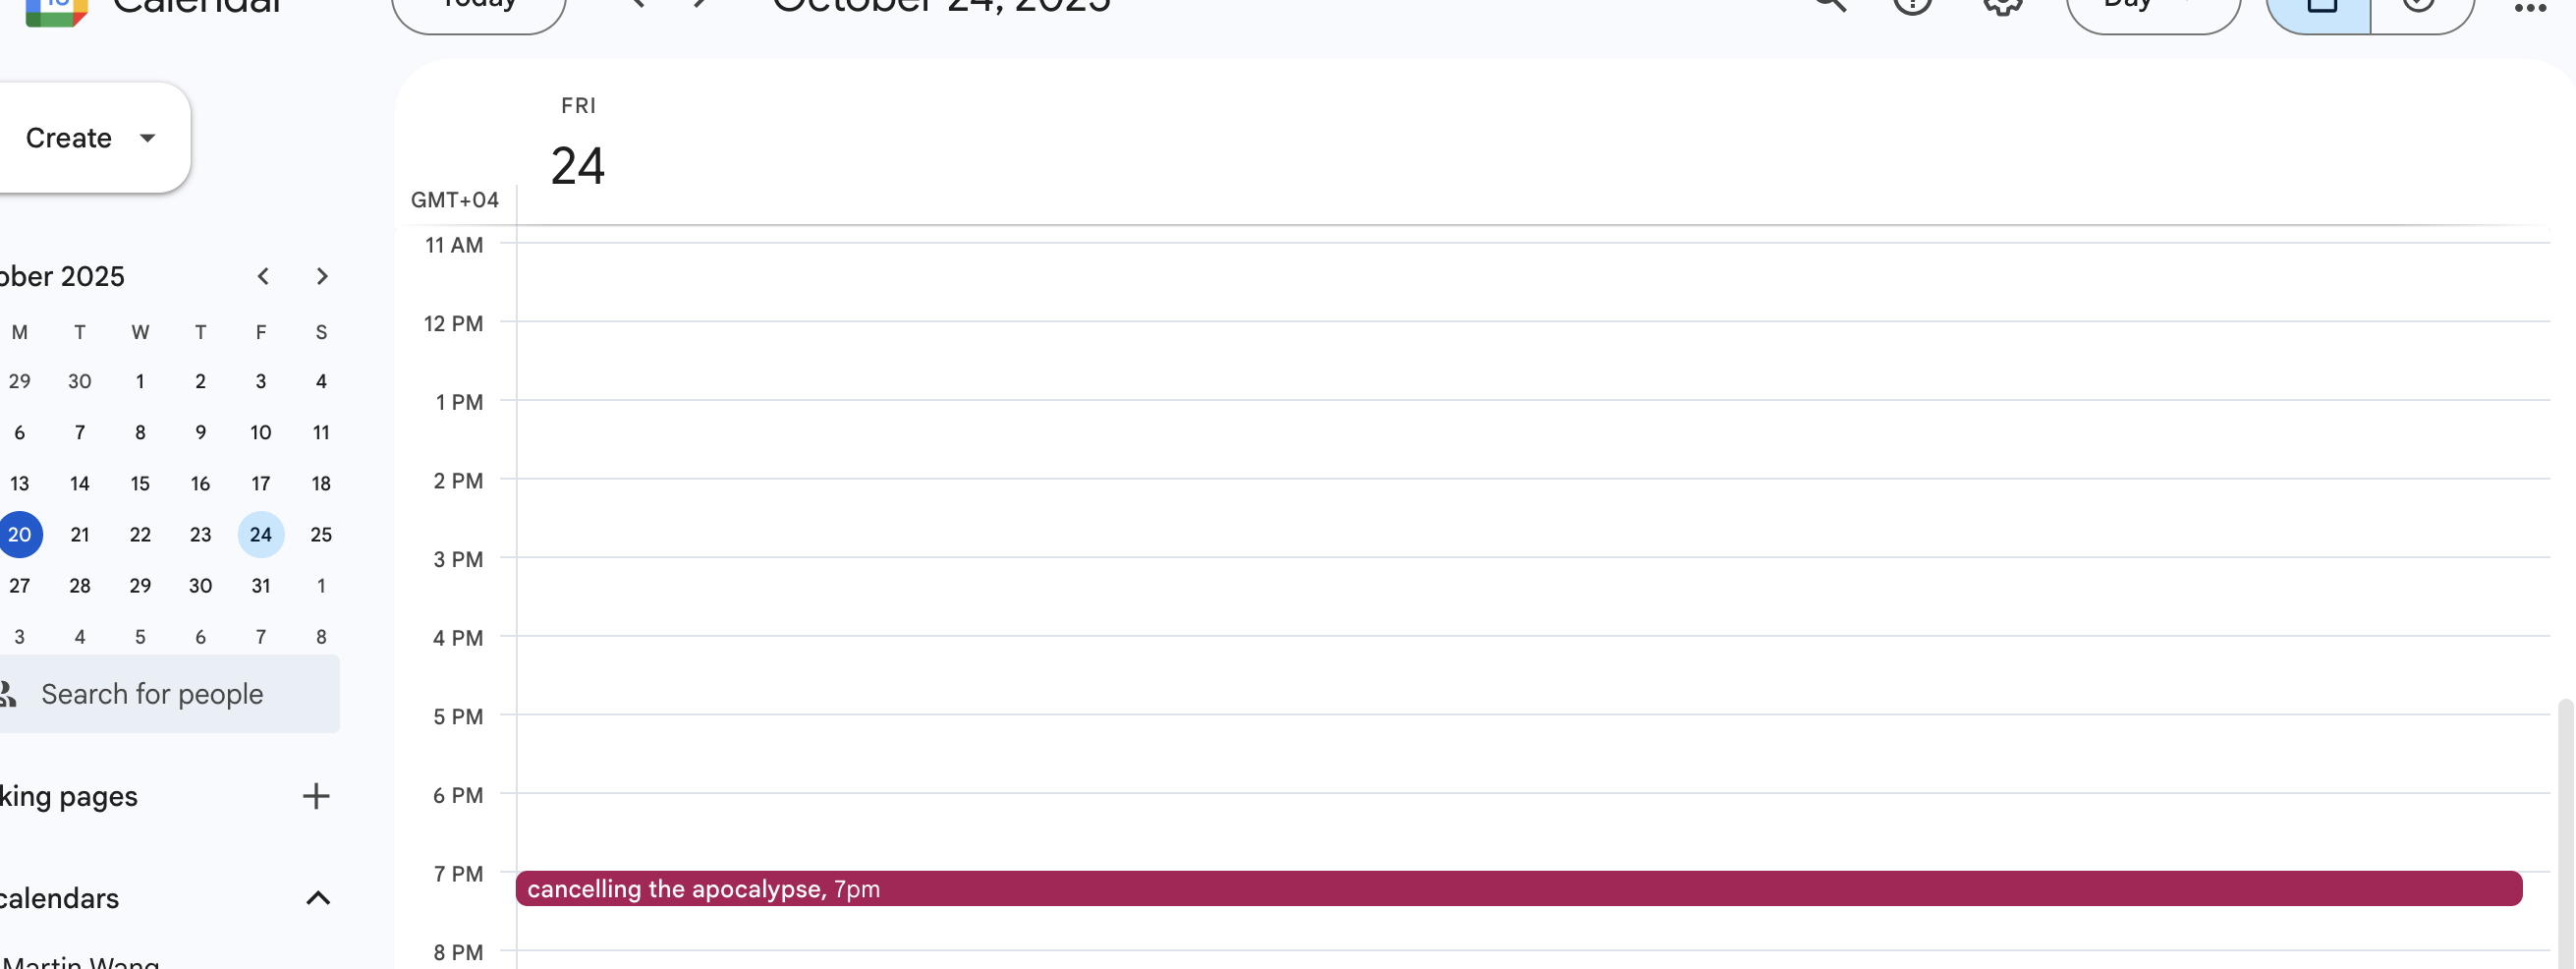 Calendar
Today
October 24, 2025
Day
Create
FRI
24
GMT+04
ober 2025
M T W T F S
29 30 1 2 3 4
6 7 8 9 10 11
13 14 15 16 17 18
20 21 22 23 24 25
27 28 29 30 31 1
3 4 5 6 7 8
Search for people
king pages
calendars
Martin Wang
11 AM
12 PM
1 PM
2 PM
3 PM
4 PM
5 PM
6 PM
7 PM
cancelling the apocalypse, 7pm
8 PM